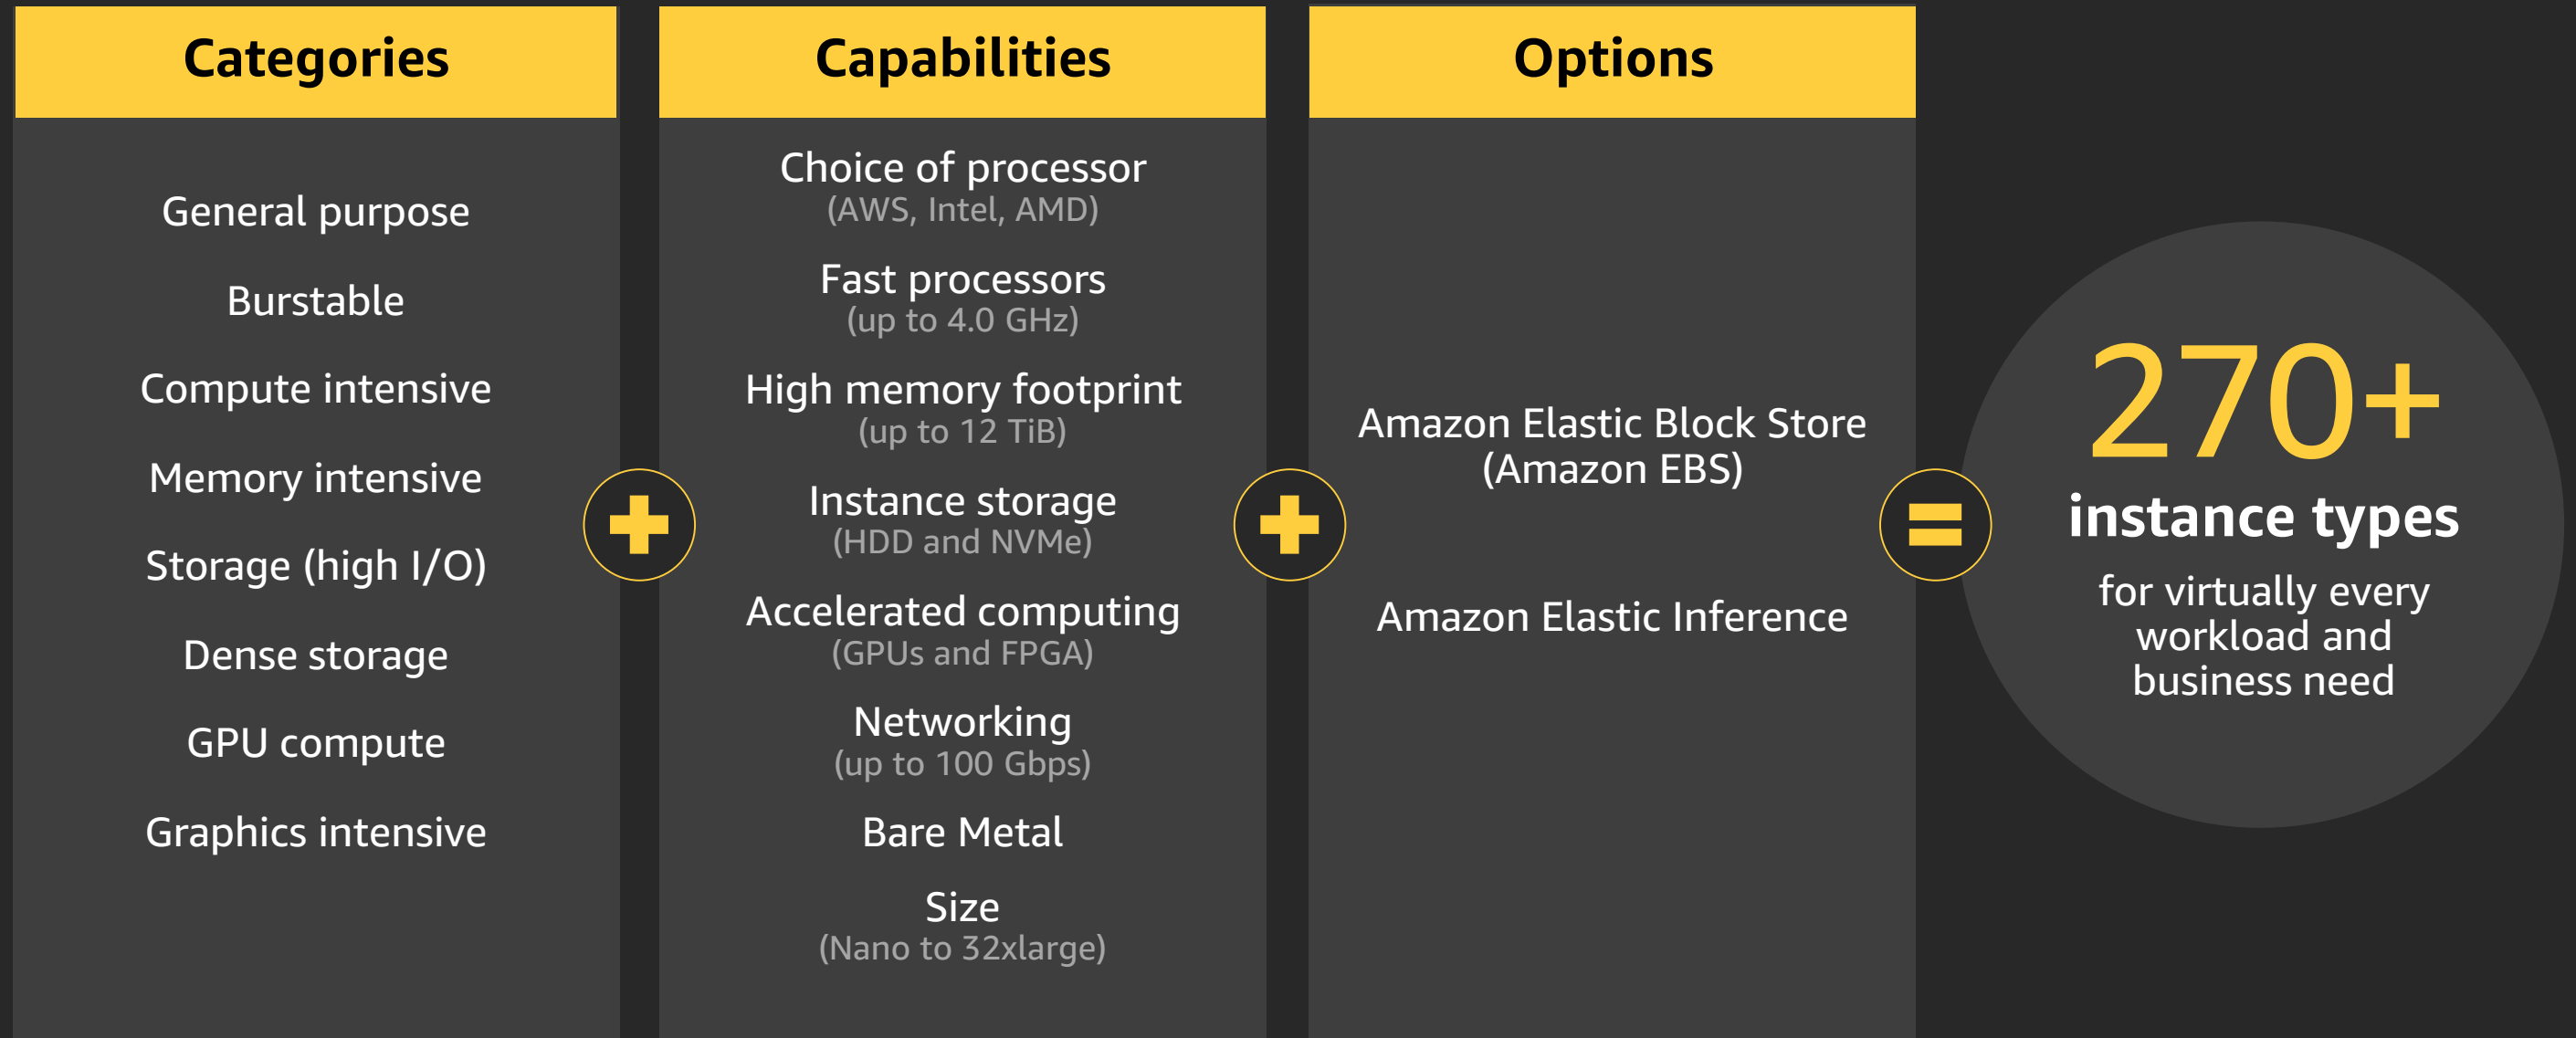 Categories
General purpose
Burstable
Compute intensive
Memory intensive
Storage (high I/O)
Dense storage
GPU compute
Graphics intensive
Capabilities
Choice of processor
(AWS, Intel, AMD)
Fast processors
(up to 4.0 GHz)
High memory footprint
(up to 12 TiB)
Instance storage
(HDD and NVMe)
Accelerated computing
(GPUs and FPGA)
Networking
(up to 100 Gbps)
Bare Metal
Size
(Nano to 32xlarge)
Options
Amazon Elastic Block Store
(Amazon EBS)
Amazon Elastic Inference
270+
instance types
for virtually every
workload and
business need